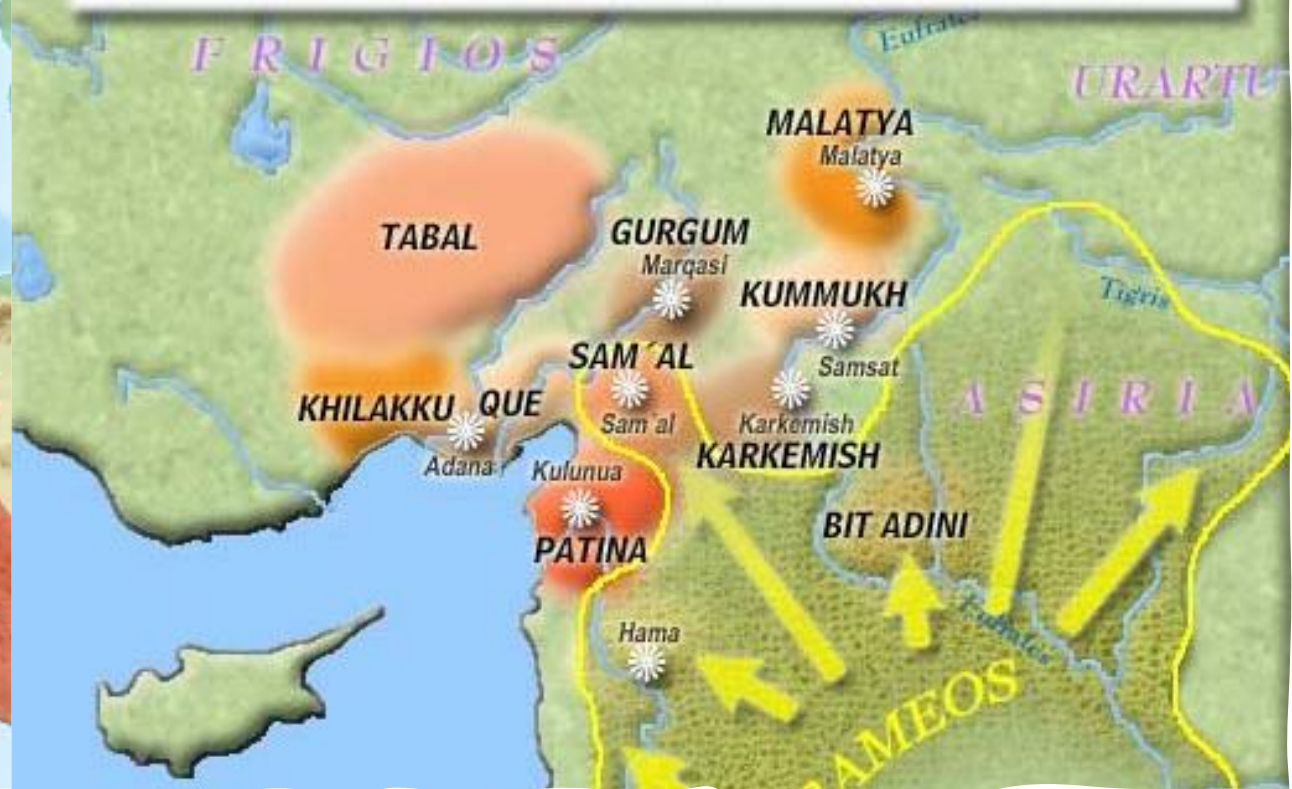 Eufrates
FRIGIOS
URARTU
MALATYA
Malatya
TABAL
GURGUM
Marqasi
KUMMUKH
Tigris
SAM´AL
Samsat
ASIRIA
KHILAKKU
QUE
Sam´al
Karkemish
KARKEMISH
Adana
Kulunua
BIT ADINI
PATINA
Eufrates
Hama
RAMEOS